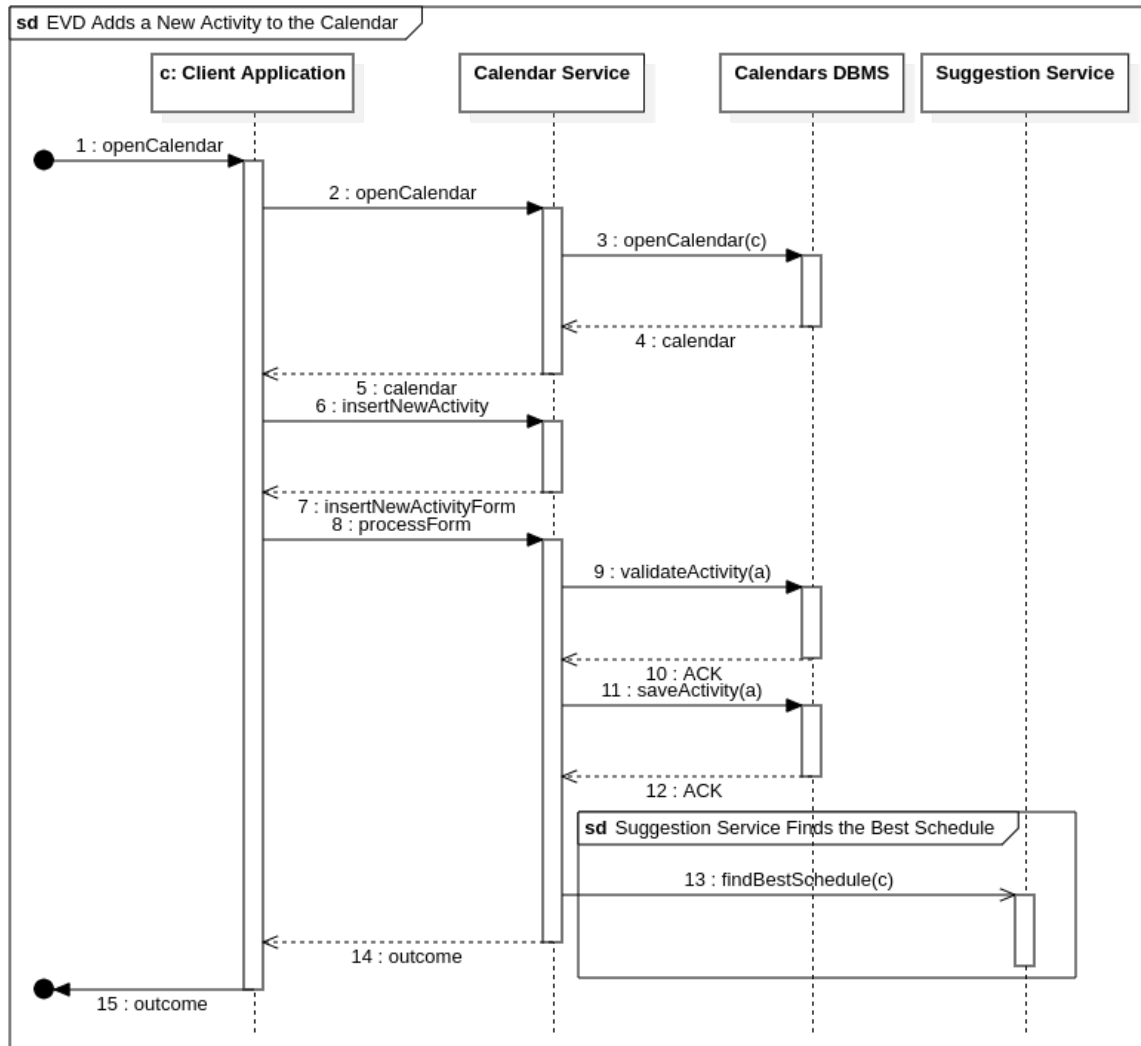 sd EVD Adds a New Activity to the Calendar
c: Client Application
Calendar Service
Calendars DBMS
Suggestion Service
1 : openCalendar
2 : openCalendar
3 : openCalendar(c)
4 : calendar
5 : calendar
6 : insertNewActivity
7 : insertNewActivityForm
8 : processForm
9 : validateActivity(a)
10 : ACK
11 : saveActivity(a)
12 : ACK
sd Suggestion Service Finds the Best Schedule
13 : findBestSchedule(c)
14 : outcome
15 : outcome